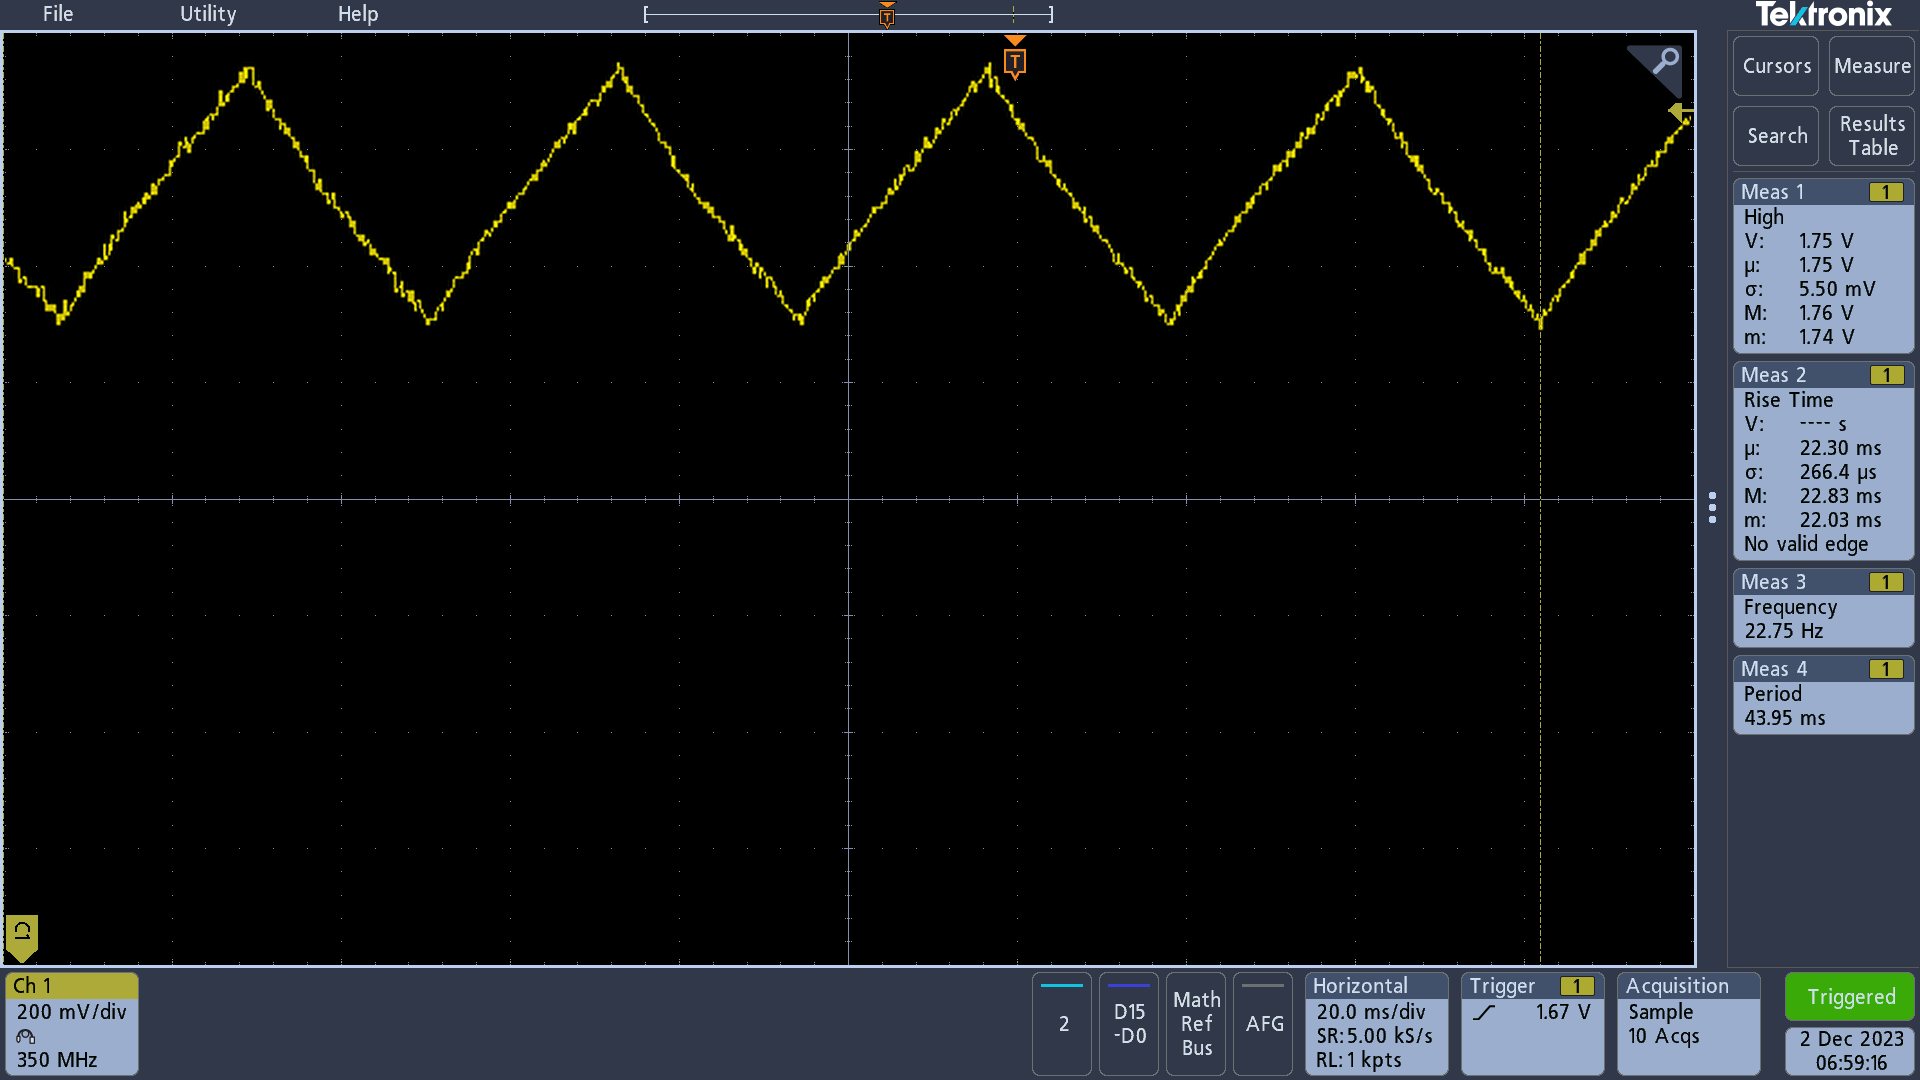 File Utility Help
Tektronix
T
T
Cursors Measure
Search Results Table
Meas 1 1
High
V: 1.75 V
μ: 1.75 V
σ: 5.50 mV
M: 1.76 V
m: 1.74 V
Meas 2 1
Rise Time
V: ---- s
μ: 22.30 ms
σ: 266.4 μs
M: 22.83 ms
m: 22.03 ms
No valid edge
Meas 3 1
Frequency
22.75 Hz
Meas 4 1
Period
43.95 ms
C1
Ch 1
200 mV/div
350 MHz
2
D15
-D0
Math
Ref
Bus
AFG
Horizontal
20.0 ms/div
SR: 5.00 kS/s
RL: 1 kpts
Trigger 1
1.67 V
Acquisition
Sample
10 Acqs
Triggered
2 Dec 2023
06:59:16